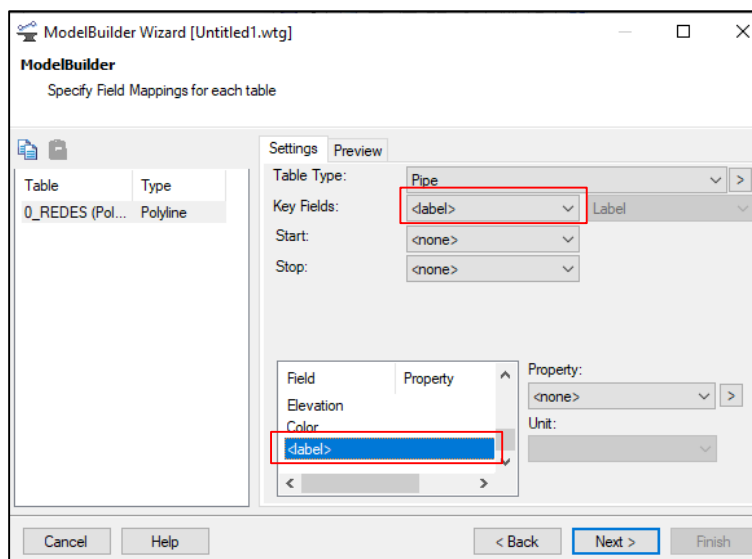 ModelBuilder Wizard [Untitled1.wtg]
ModelBuilder
Specify Field Mappings for each table
Settings Preview
Table Type: Pipe >
Key Fields: <label> Label
Start: <none>
Stop: <none>
Table Type
0_REDES (Pol... Polyline
Field Property
Elevation
Color
<label>
Property:
<none> >
Unit:
Cancel Help < Back Next > Finish